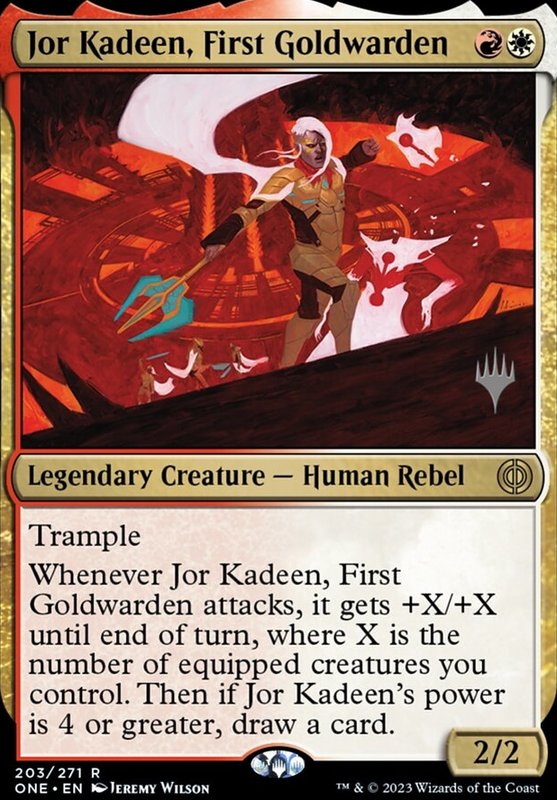 Jor Kadeen, First Goldwarden
Legendary Creature — Human Rebel
Trample
Whenever Jor Kadeen, First
Goldwarden attacks, it gets +X/+X
until end of turn, where X is the
number of equipped creatures you
control. Then if Jor Kadeen's power
is 4 or greater, draw a card.
2/2
203/271 R
ONE • EN Jeremy Wilson
™ & © 2023 Wizards of the Coast